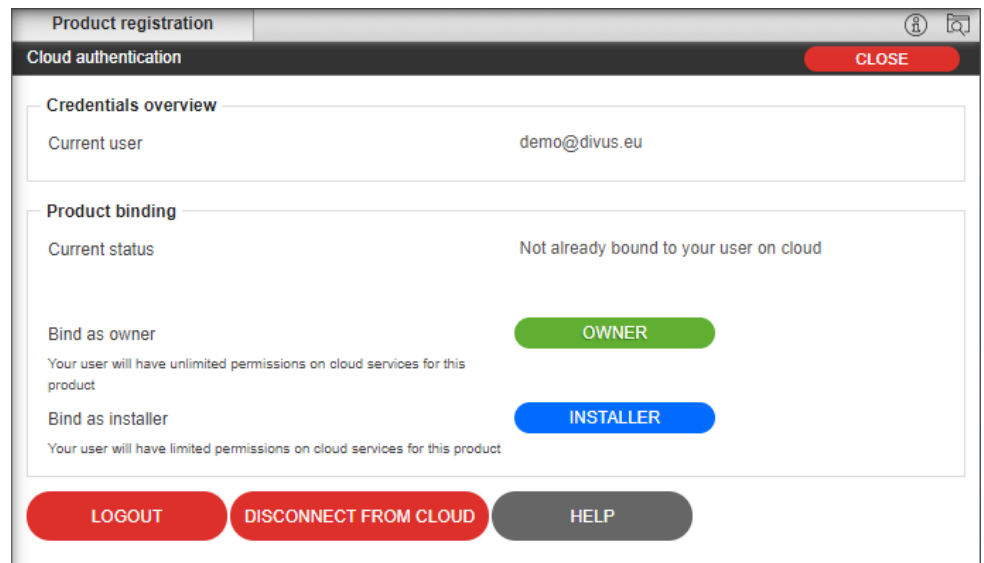 Product registration
Cloud authentication
CLOSE
Credentials overview
Current user
demo@divus.eu
Product binding
Current status
Not already bound to your user on cloud
Bind as owner
OWNER
Your user will have unlimited permissions on cloud services for this
product
Bind as installer
INSTALLER
Your user will have limited permissions on cloud services for this product
LOGOUT
DISCONNECT FROM CLOUD
HELP